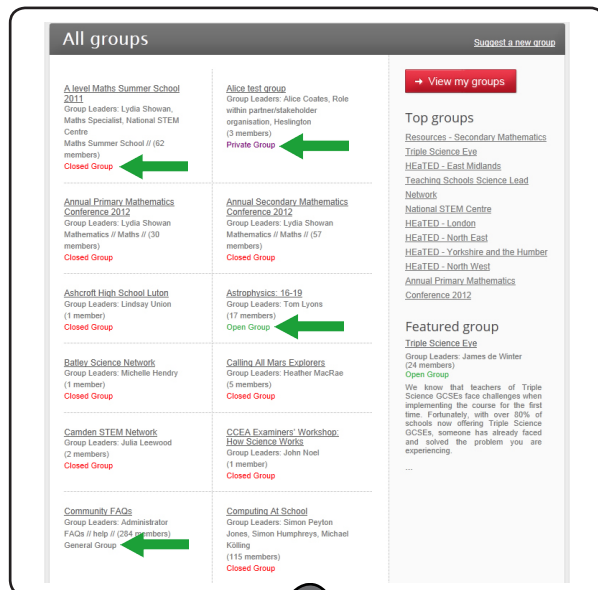 All groups
Suggest a new group
A level Maths Summer School
2011
Group Leaders: Lydia Showan,
Maths Specialist, National STEM
Centre
Maths Summer School // (62
members)
Closed Group
Alice test group
Group Leaders: Alice Coates, Role
within partner/stakeholder
organisation, Heslington
(3 members)
Private Group
Annual Primary Mathematics
Conference 2012
Group Leaders: Lydia Showan
Mathematics // Maths // (30
members)
Closed Group
Annual Secondary Mathematics
Conference 2012
Group Leaders: Lydia Showan
Mathematics // Maths // (57
members)
Closed Group
Ashcroft High School Luton
Group Leaders: Lindsay Union
(1 member)
Closed Group
Astrophysics: 16-19
Group Leaders: Tom Lyons
(17 members)
Open Group
Batley Science Network
Group Leaders: Michelle Hendry
(1 member)
Closed Group
Calling All Mars Explorers
Group Leaders: Heather MacRae
(5 members)
Closed Group
Camden STEM Network
Group Leaders: Julia Leewood
(2 members)
Closed Group
CCEA Examiners' Workshop:
How Science Works
Group Leaders: John Noel
(1 member)
Closed Group
Community FAQs
Group Leaders: Administrator
FAQs // help // (284 members)
General Group
Computing At School
Group Leaders: Simon Peyton
Jones, Simon Humphreys, Michael
Kölling
(115 members)
Closed Group
→ View my groups
Top groups
Resources - Secondary Mathematics
Triple Science Eve
HEaTED - East Midlands
Teaching Schools Science Lead
Network
National STEM Centre
HEaTED - London
HEaTED - North East
HEaTED - Yorkshire and the Humber
HEaTED - North West
Annual Primary Mathematics
Conference 2012
Featured group
Triple Science Eve
Group Leaders: James de Winter
(24 members)
Open Group
We know that teachers of Triple
Science GCSEs face challenges when
implementing the course for the first
time. Fortunately, with over 80% of
schools now offering Triple Science
GCSEs, someone has already faced
and solved the problem you are
experiencing.
...